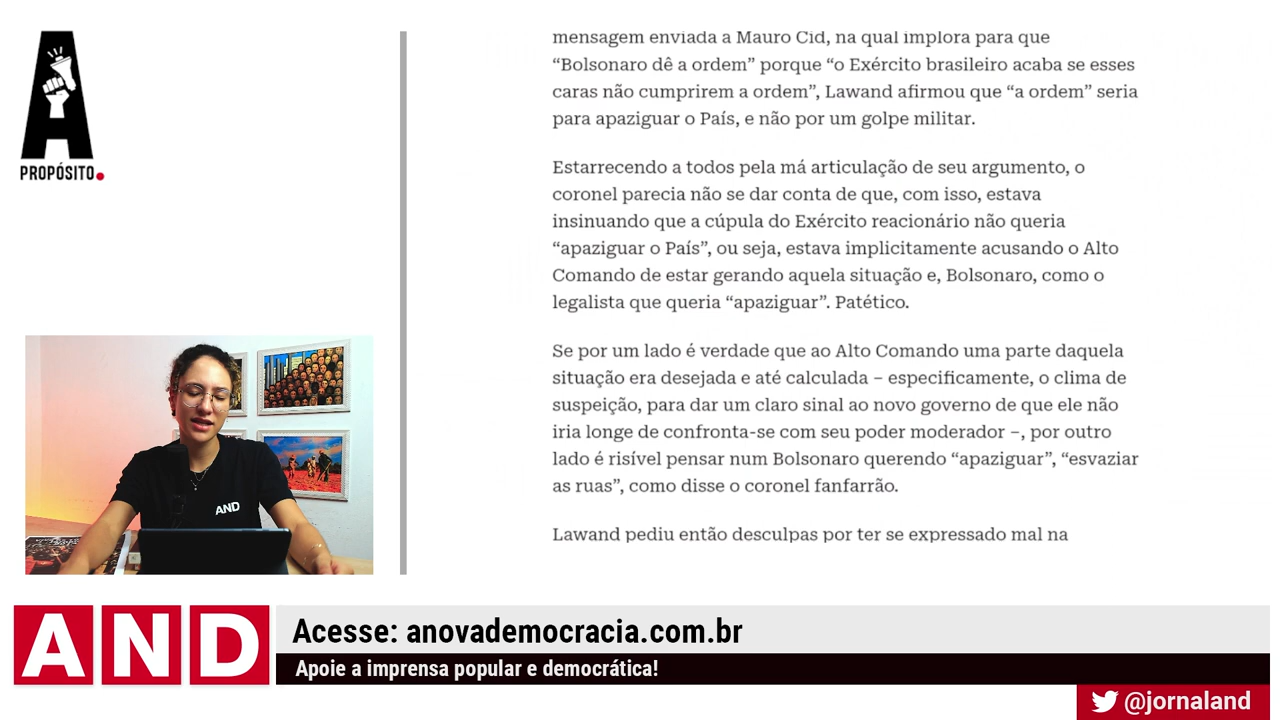 A
PROPÓSITO.
mensagem enviada a Mauro Cid, na qual implora para que
“Bolsonaro dê a ordem” porque “o Exército brasileiro acaba se esses
caras não cumprirem a ordem”, Lawand afirmou que “a ordem” seria
para apaziguar o País, e não por um golpe militar.
Estarrecendo a todos pela má articulação de seu argumento, o
coronel parecia não se dar conta de que, com isso, estava
insinuando que a cúpula do Exército reacionário não queria
“apaziguar o País”, ou seja, estava implicitamente acusando o Alto
Comando de estar gerando aquela situação e, Bolsonaro, como o
legalista que queria “apaziguar”. Patético.
Se por um lado é verdade que ao Alto Comando uma parte daquela
situação era desejada e até calculada – especificamente, o clima de
suspeição, para dar um claro sinal ao novo governo de que ele não
iria longe de confronta-se com seu poder moderador –, por outro
lado é risível pensar num Bolsonaro querendo “apaziguar”, “esvaziar
as ruas”, como disse o coronel fanfarrão.
Lawand pediu então desculpas por ter se expressado mal na
AND
AND
Acesse: anovademocracia.com.br
Apoie a imprensa popular e democrática!
@jornaland